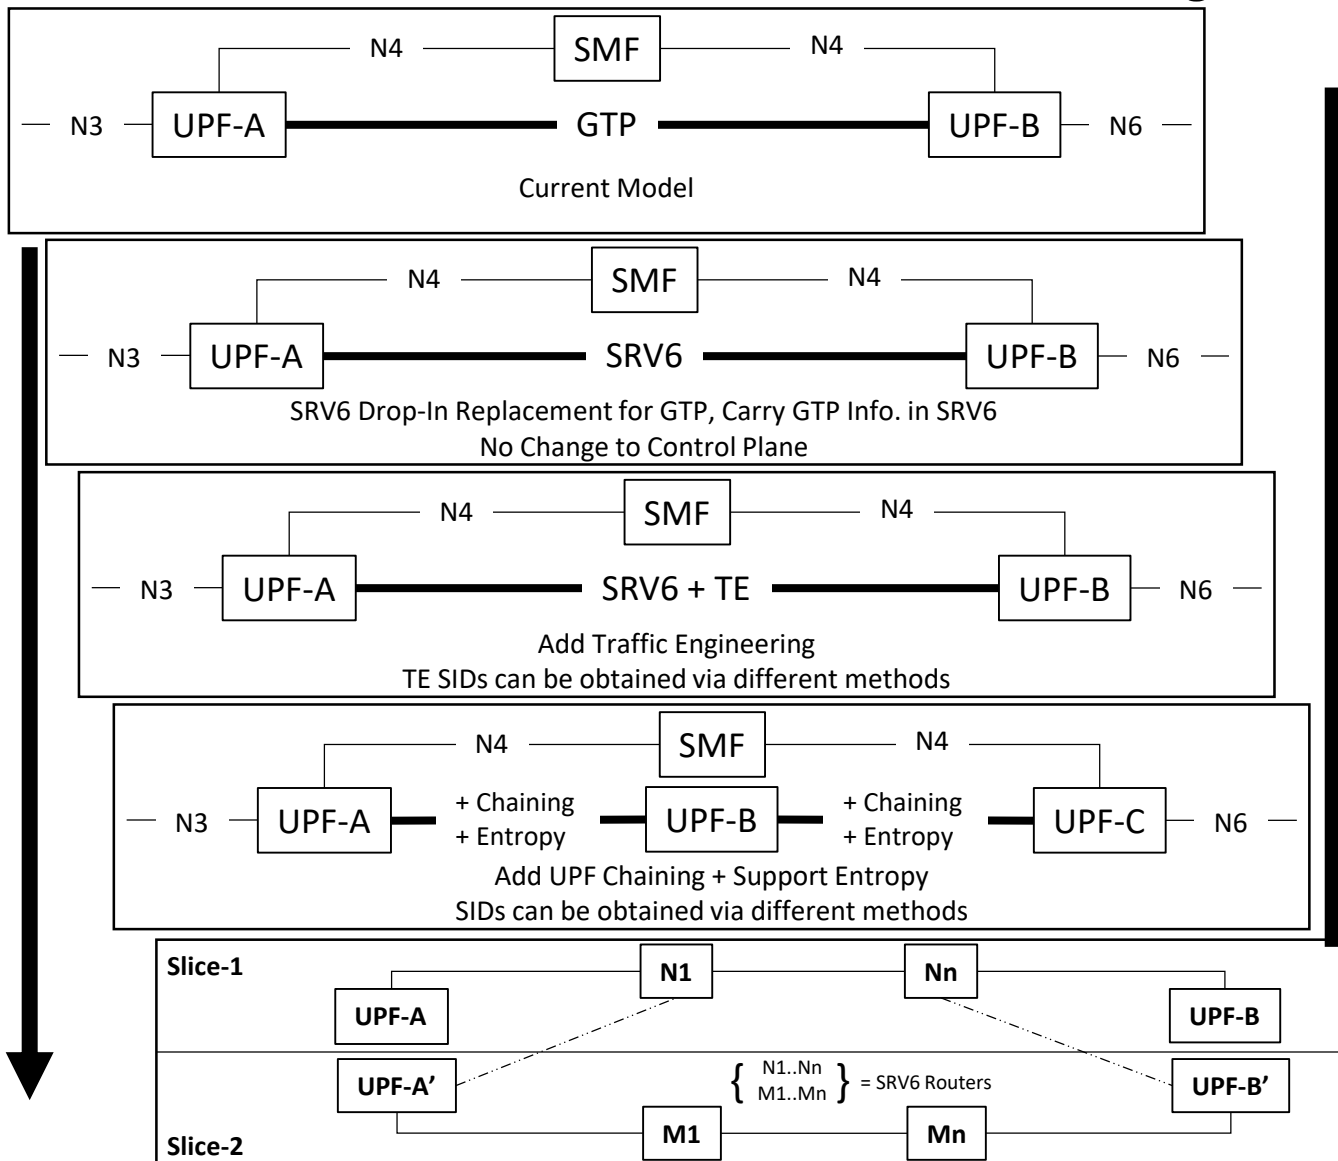 N4 SMF N4
N3 UPF-A GTP UPF-B N6
Current Model
N4 SMF N4
N3 UPF-A SRV6 UPF-B N6
SRV6 Drop-In Replacement for GTP, Carry GTP Info. in SRV6
No Change to Control Plane
N4 SMF N4
N3 UPF-A SRV6 + TE UPF-B N6
Add Traffic Engineering
TE SIDs can be obtained via different methods
N4 SMF N4
+ Chaining + Chaining
N3 UPF-A UPF-B UPF-C N6
+ Entropy + Entropy
Add UPF Chaining + Support Entropy
SIDs can be obtained via different methods
Slice-1 N1 Nn
UPF-A UPF-B
N1..Nn
UPF-A’ { } = SRV6 Routers UPF-B’
M1..Mn
M1 Mn
Slice-2